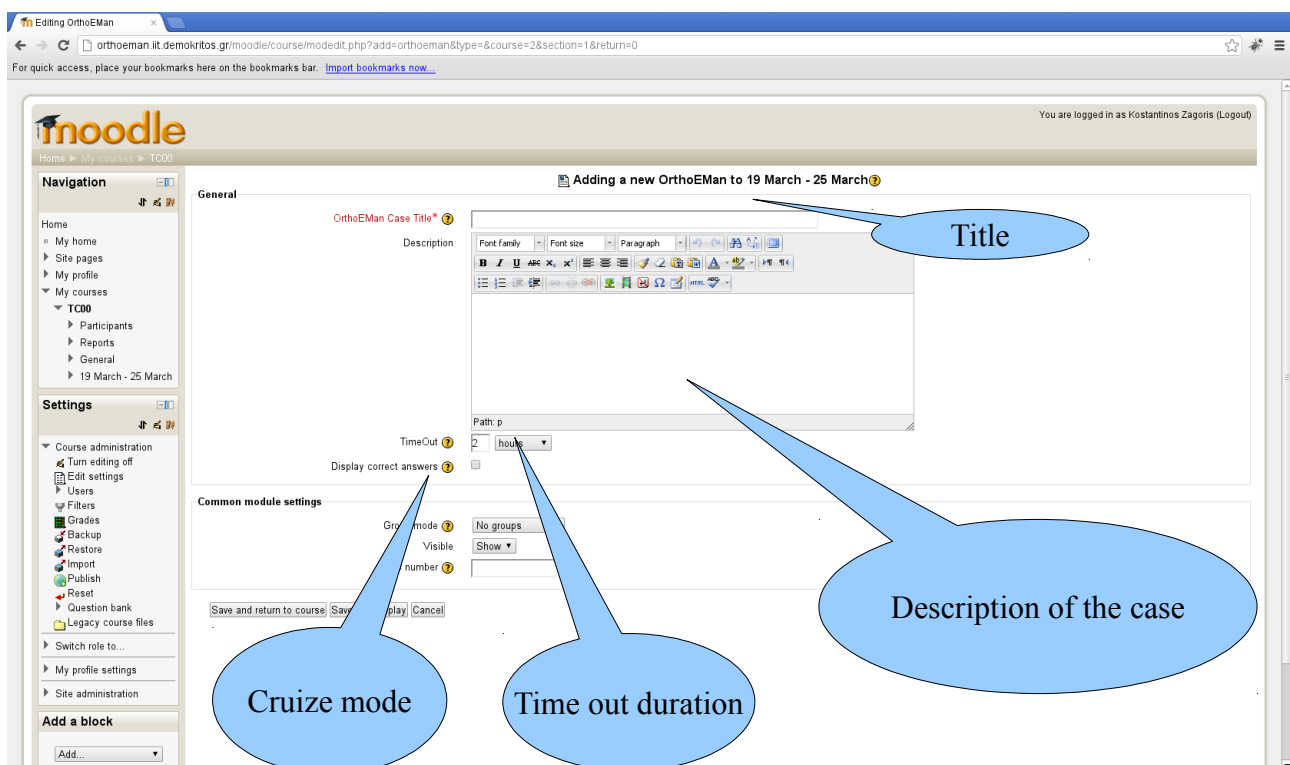 Editing OrthoEMan
orthoeman.iit.demokritos.gr/moodle/course/modedit.php?add=orthoeman&type=&course=2&section=1&return=0
For quick access, place your bookmarks here on the bookmarks bar. Import bookmarks now...
moodle
You are logged in as Kostantinos Zagoris (Logout)
Home ► My courses ► TC00
Navigation
Home
My home
Site pages
My profile
My courses
TC00
Participants
Reports
General
19 March - 25 March
Settings
Course administration
Turn editing off
Edit settings
Users
Filters
Grades
Backup
Restore
Import
Publish
Reset
Question bank
Legacy course files
Switch role to...
My profile settings
Site administration
Add a block
Add...
Adding a new OrthoEMan to 19 March - 25 March
General
OrthoEMan Case Title*
Title
Description
Font family Font size Paragraph
B I U ABC x₂ x² A ab
Ω HTML ABC
Path: p
Description of the case
TimeOut 2 hours
Display correct answers
Cruize mode
Time out duration
Common module settings
mode No groups
Visible Show
number
Save and return to course Save play Cancel